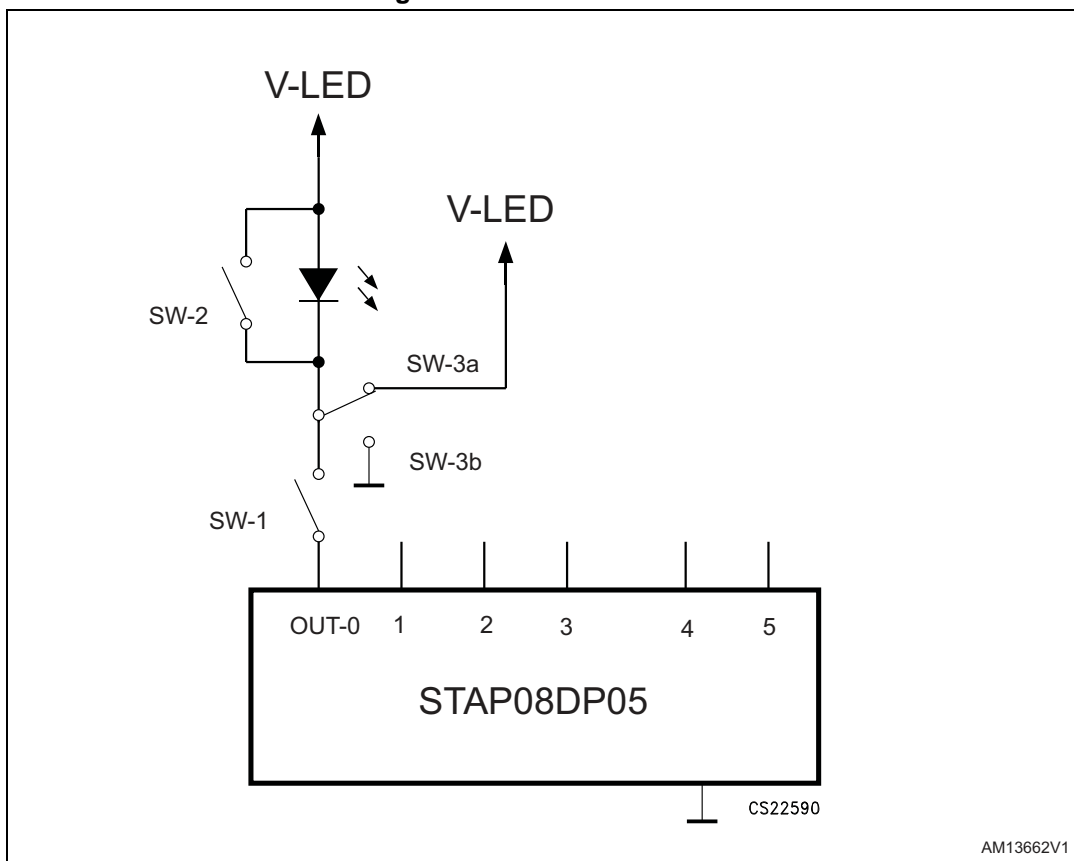 V-LED
V-LED
SW-2
SW-3a
SW-3b
SW-1
OUT-0 1 2 3 4 5
STAP08DP05
CS22590
AM13662V1